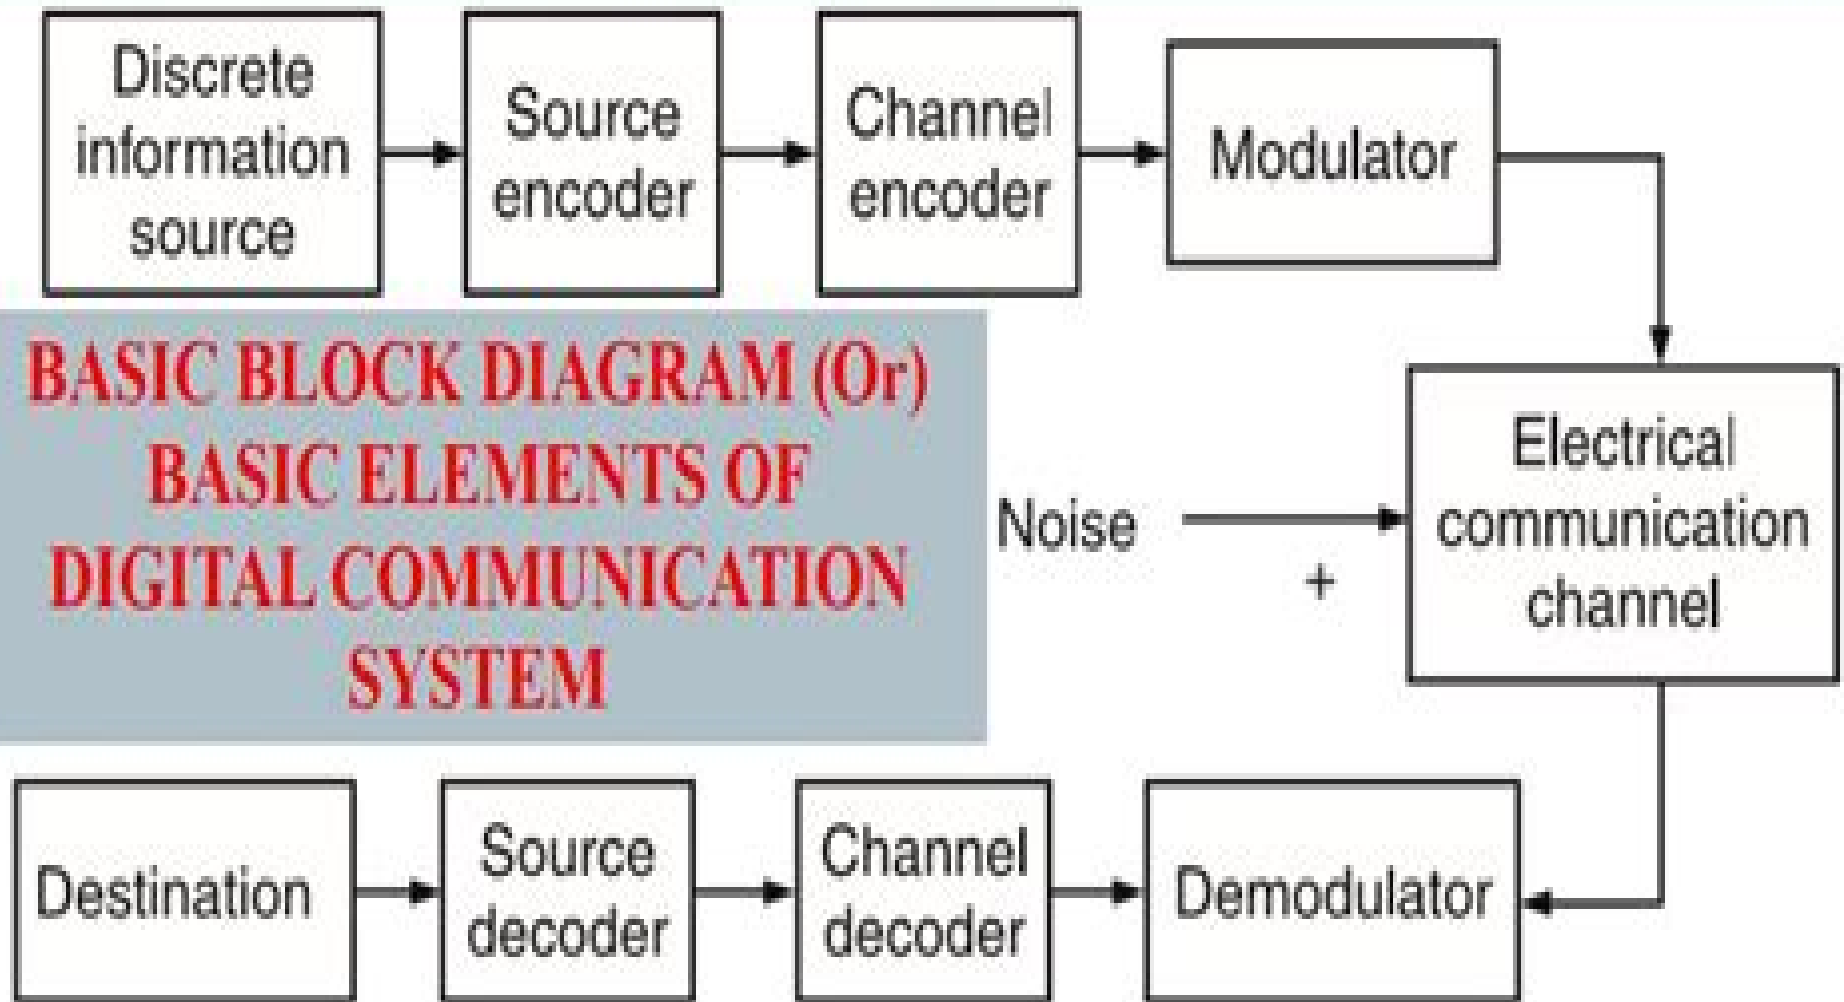 Discrete
information
source
Source
encoder
Channel
encoder
Modulator
BASIC BLOCK DIAGRAM (Or)
BASIC ELEMENTS OF
DIGITAL COMMUNICATION
SYSTEM
Noise
+
Electrical
communication
channel
Destination
Source
decoder
Channel
decoder
Demodulator